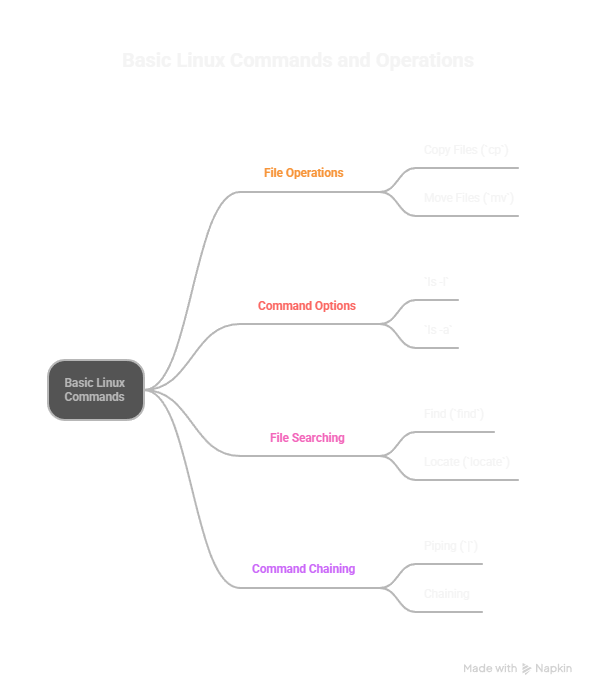 Basic Linux Commands and Operations
Copy Files (`cp`)
File Operations
Move Files (`mv`)
`ls -l`
Command Options
`ls -a`
Basic Linux
Commands
Find (`find`)
File Searching
Locate (`locate`)
Piping (`|`)
Command Chaining
Chaining
Made with Napkin